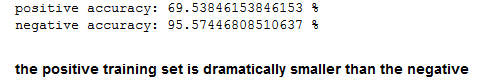 positive accuracy: 69.53846153846153 %
negative accuracy: 95.57446808510637 %
the positive training set is dramatically smaller than the negative